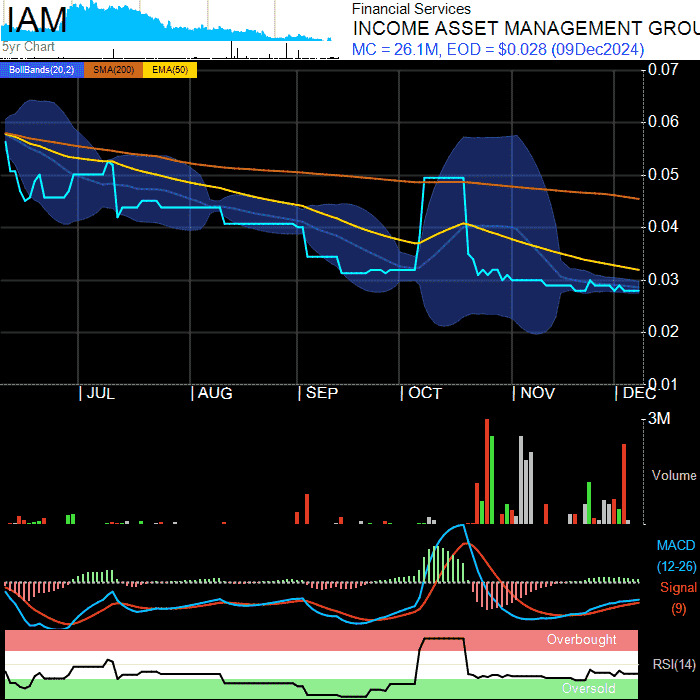 IAM
5yr Chart
Financial Services
INCOME ASSET MANAGEMENT GROU
MC = 26.1M, EOD = $0.028 (09Dec2024)
BollBands(20,2) SMA(200) EMA(50)
0.07
0.06
0.05
0.04
0.03
0.02
0.01
JUL AUG SEP OCT NOV DEC
3M
Volume
MACD
(12-26)
Signal
(9)
Overbought
RSI(14)
Oversold